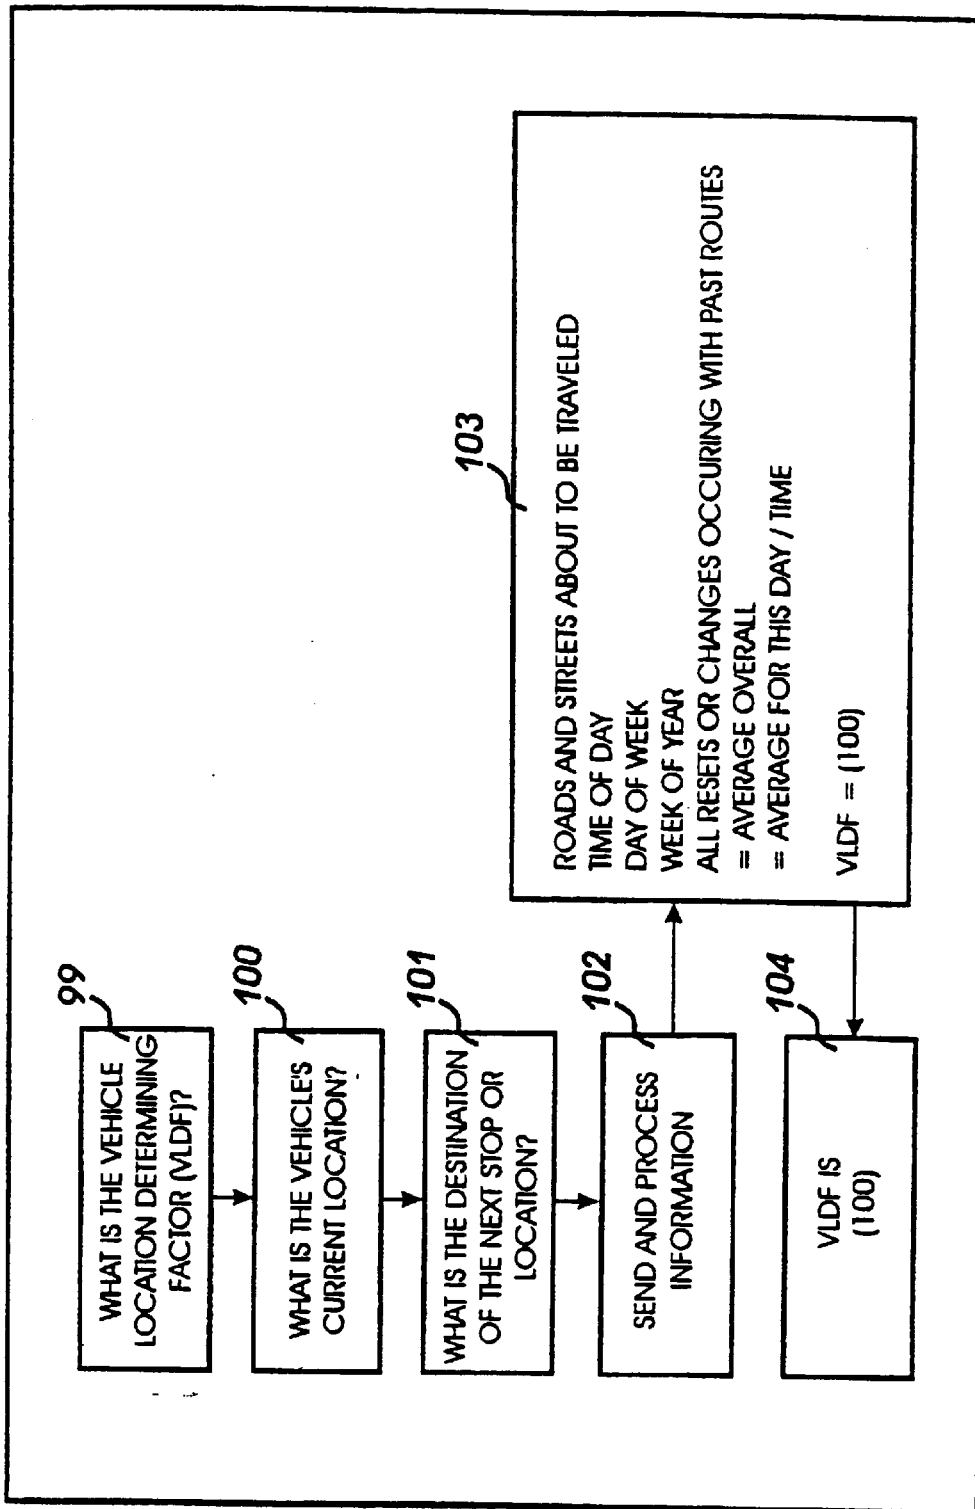 99
WHAT IS THE VEHICLE
LOCATION DETERMINING
FACTOR (VLDF)?
100
WHAT IS THE VEHICLE'S
CURRENT LOCATION?
101
WHAT IS THE DESTINATION
OF THE NEXT STOP OR
LOCATION?
102
SEND AND PROCESS
INFORMATION
103
ROADS AND STREETS ABOUT TO BE TRAVELED
TIME OF DAY
DAY OF WEEK
WEEK OF YEAR
ALL RESETS OR CHANGES OCCURING WITH PAST ROUTES
= AVERAGE OVERALL
= AVERAGE FOR THIS DAY / TIME
VLDF = (100)
104
VLDF IS
(100)